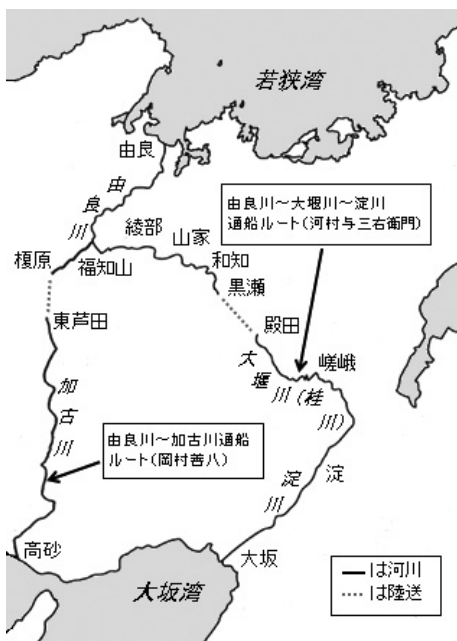 若狭湾
由良
由良川
由良川～大堰川～淀川
通船ルート(河村与三右衛門)
綾部
山家
和知
榎原
福知山
黒瀬
殿田
東芦田
大堰川(桂川)
嵯峨
加古川
由良川～加古川通船
ルート(岡村善八)
淀
淀川
高砂
大坂
大坂湾
は河川
は陸送